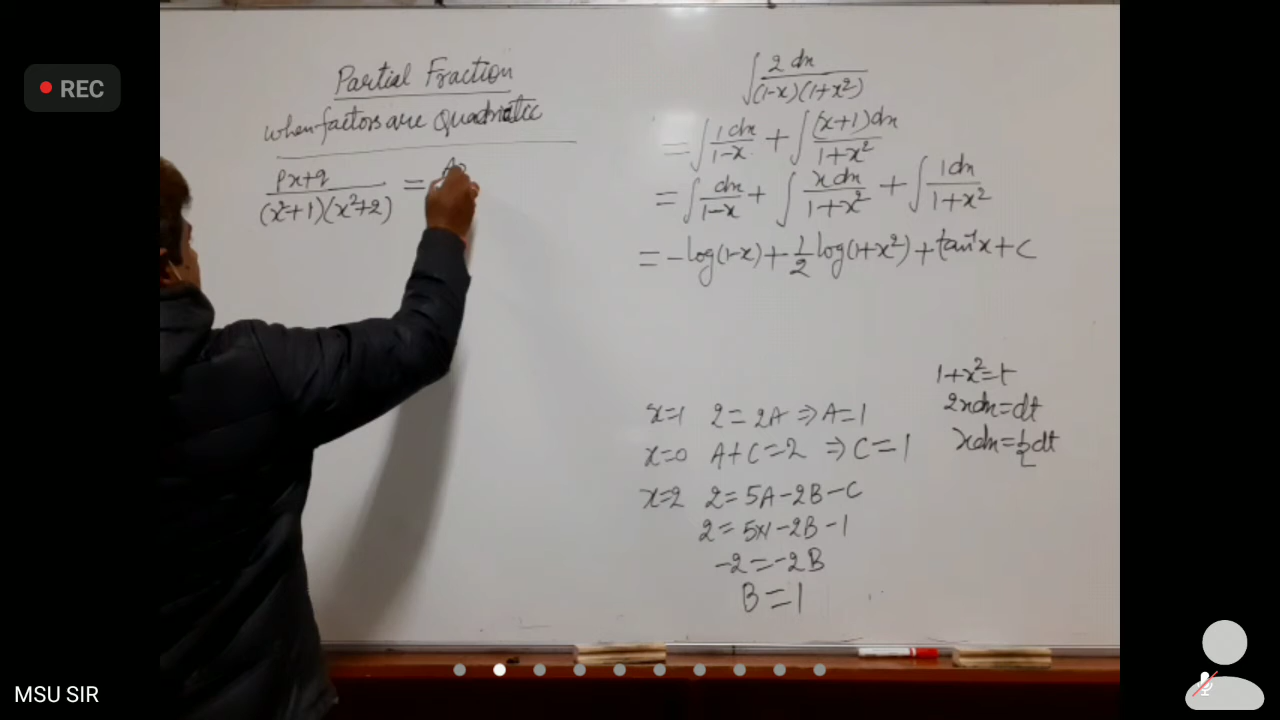 REC
Partial Fraction
when factors are Quadratic
px+q / (x²+1)(x²+2) =
∫ 2 dx / (1-x)(1+x²)
= ∫ 1 dx / 1-x + ∫ (x+1) dx / 1+x²
= ∫ dx / 1-x + ∫ x dx / 1+x² + ∫ 1 dx / 1+x²
= -log(1-x) + 1/2 log(1+x²) + tan⁻¹x + C
1+x²=t
2x dx = dt
x dx = 1/2 dt
x=1 2 = 2A ⇒ A=1
x=0 A+C=2 ⇒ C=1
x=2 2 = 5A-2B-C
2 = 5×1-2B-1
-2 = -2B
B = 1
MSU SIR